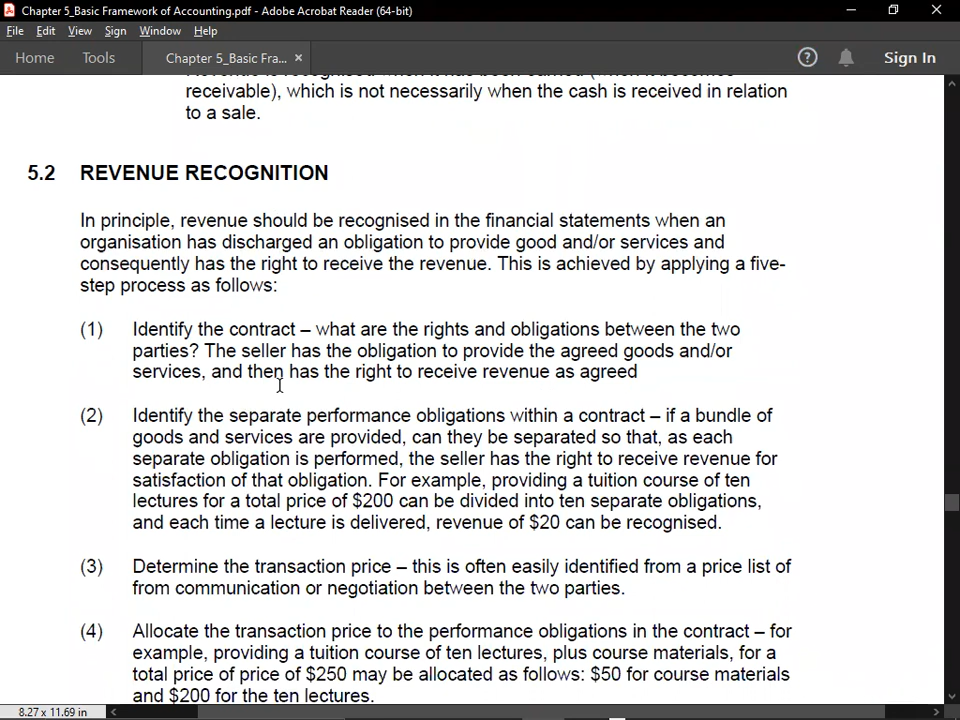 Chapter 5_Basic Framework of Accounting.pdf - Adobe Acrobat Reader (64-bit)
File Edit View Sign Window Help
Home Tools Chapter 5_Basic Fra... × Sign In
Revenue is recognised when it has been earned (when it becomes
receivable), which is not necessarily when the cash is received in relation
to a sale.
5.2 REVENUE RECOGNITION
In principle, revenue should be recognised in the financial statements when an
organisation has discharged an obligation to provide good and/or services and
consequently has the right to receive the revenue. This is achieved by applying a five-
step process as follows:
(1) Identify the contract – what are the rights and obligations between the two
parties? The seller has the obligation to provide the agreed goods and/or
services, and then has the right to receive revenue as agreed
(2) Identify the separate performance obligations within a contract – if a bundle of
goods and services are provided, can they be separated so that, as each
separate obligation is performed, the seller has the right to receive revenue for
satisfaction of that obligation. For example, providing a tuition course of ten
lectures for a total price of $200 can be divided into ten separate obligations,
and each time a lecture is delivered, revenue of $20 can be recognised.
(3) Determine the transaction price – this is often easily identified from a price list of
from communication or negotiation between the two parties.
(4) Allocate the transaction price to the performance obligations in the contract – for
example, providing a tuition course of ten lectures, plus course materials, for a
total price of price of $250 may be allocated as follows: $50 for course materials
and $200 for the ten lectures.
8.27 x 11.69 in